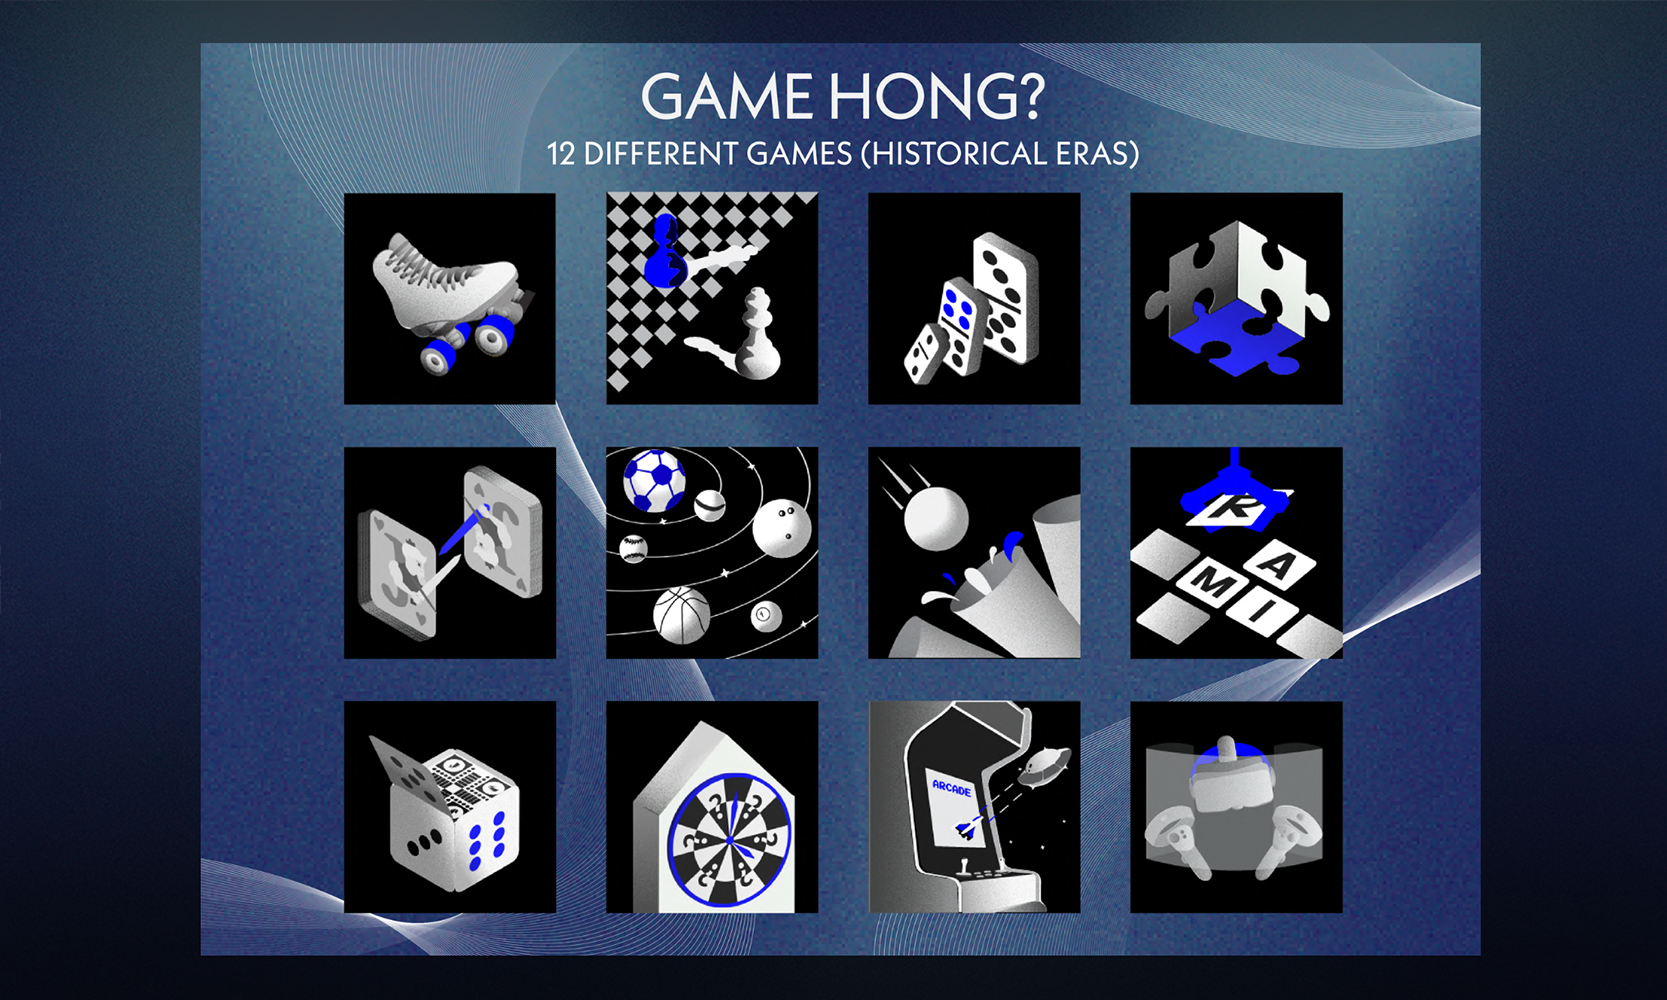 GAME HONG?
12 DIFFERENT GAMES (HISTORICAL ERAS)
R
A
M
I
ARCADE